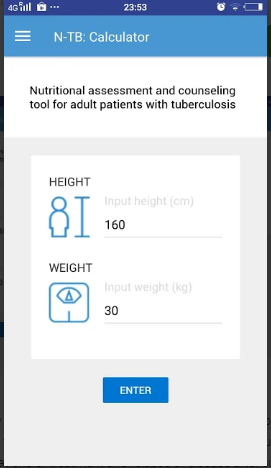 4G
23:53
N-TB: Calculator
Nutritional assessment and counseling
tool for adult patients with tuberculosis
HEIGHT
Input height (cm)
160
WEIGHT
Input weight (kg)
30
ENTER